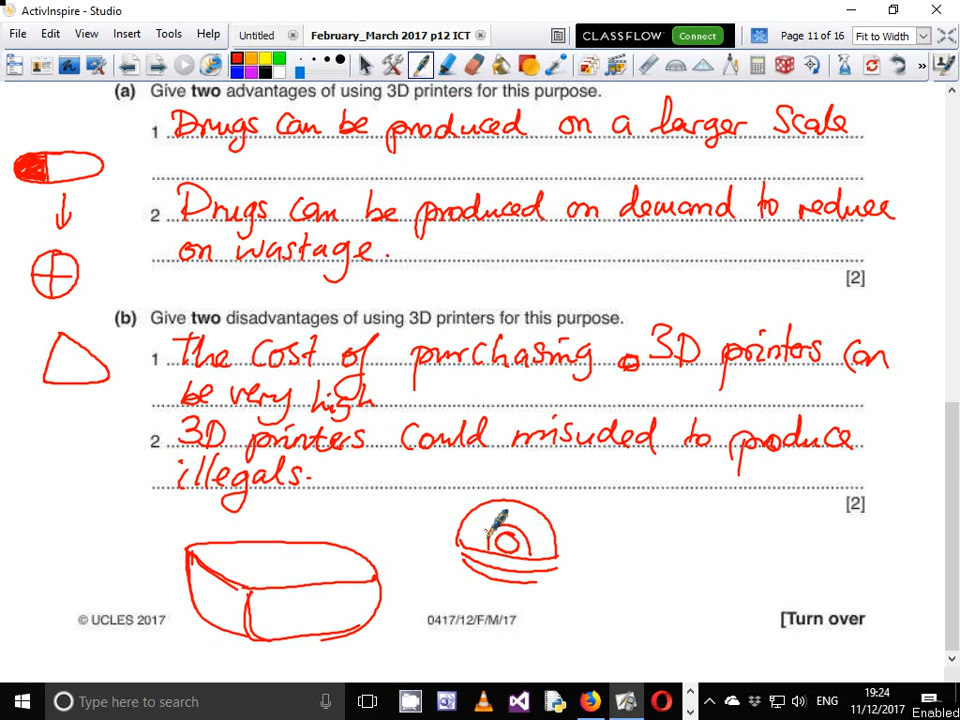 ActivInspire - Studio
File Edit View Insert Tools Help Untitled February_March 2017 p12 ICT CLASSFLOW Connect Page 11 of 16 Fit to Width
(a) Give two advantages of using 3D printers for this purpose.
1 Drugs can be produced on a larger Scale
2 Drugs can be produced on demand to reduce
on wastage.
[2]
(b) Give two disadvantages of using 3D printers for this purpose.
1 the cost of purchasing 3D printers can
be very high
2 3D printers could misuded to produce
illegals.
[2]
© UCLES 2017 0417/12/F/M/17 [Turn over
Type here to search ENG 19:24
11/12/2017 Enabled